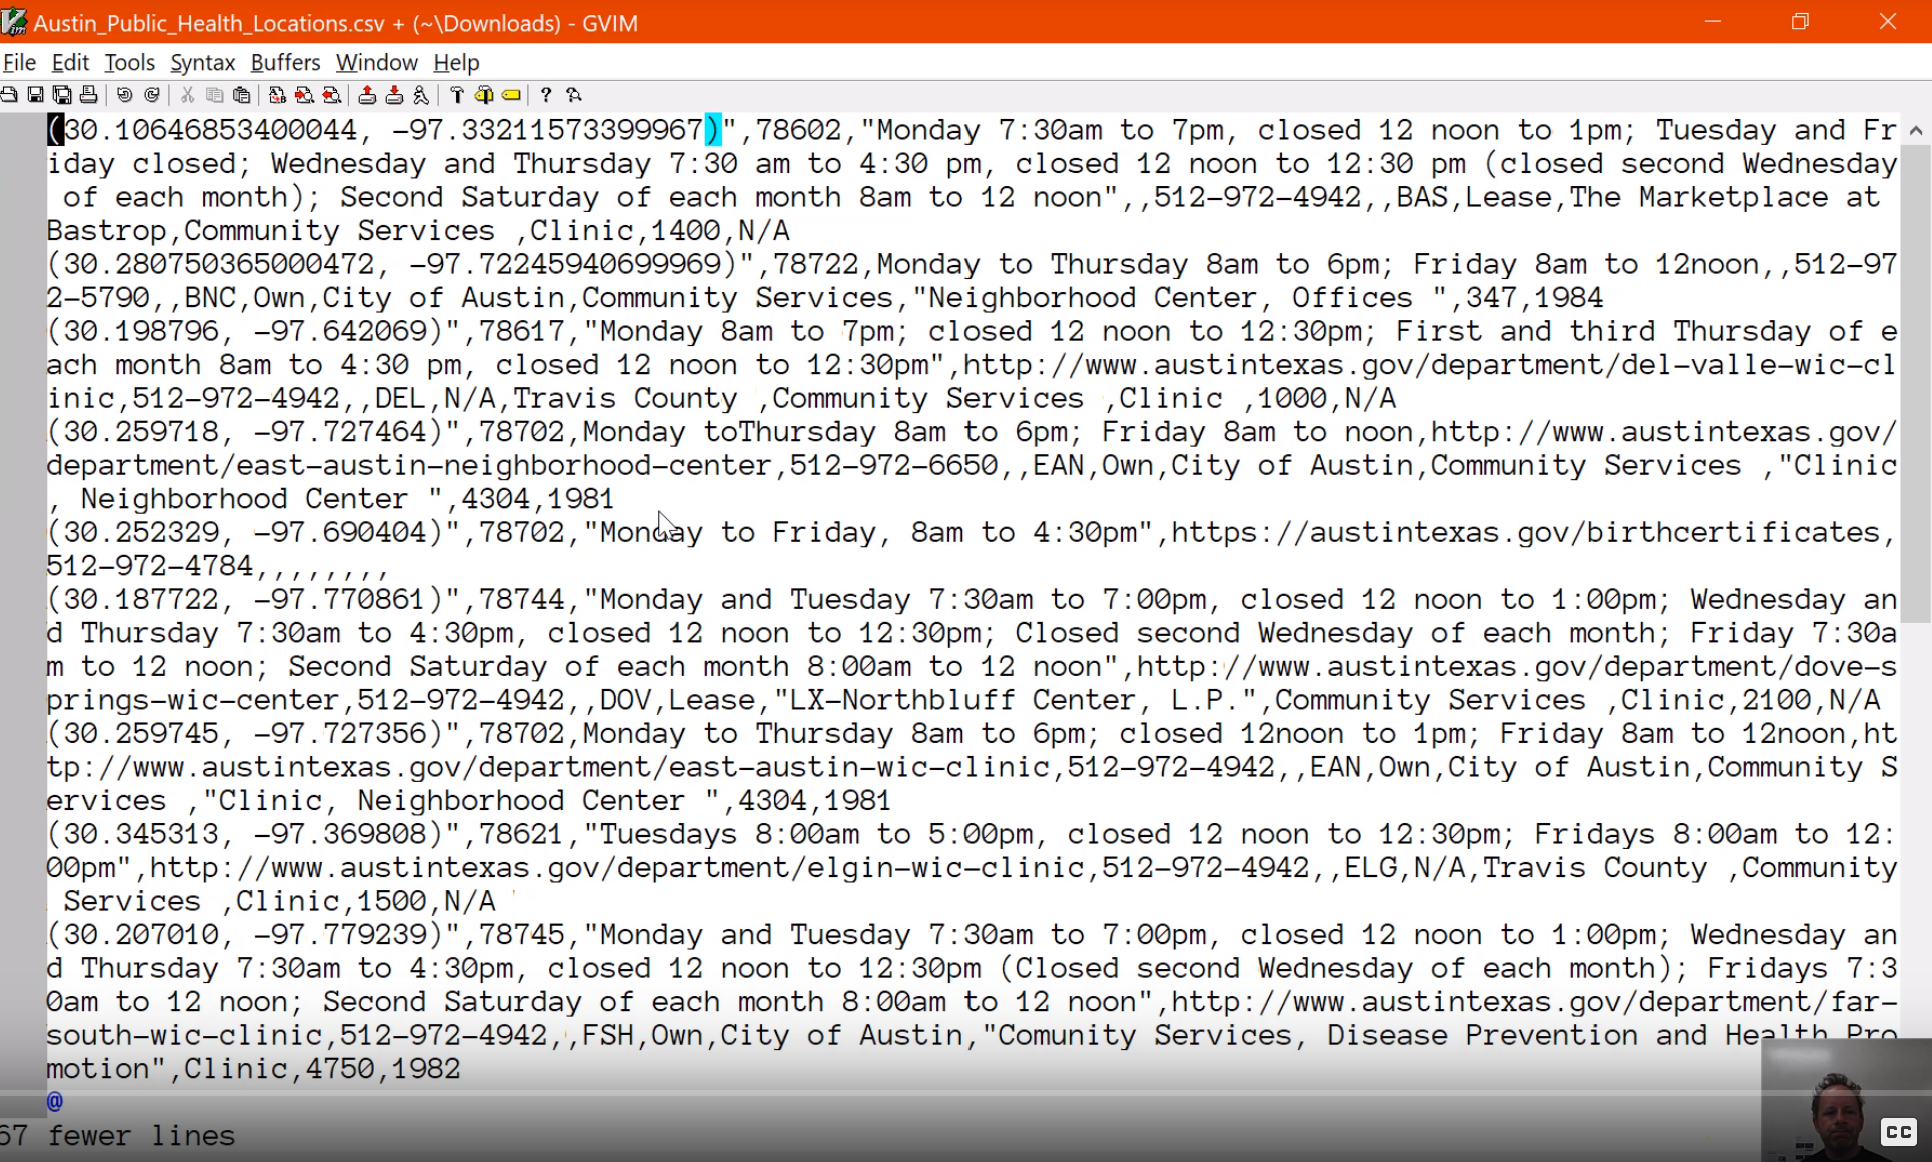 Austin_Public_Health_Locations.csv + (~\Downloads) - GVIM
File Edit Tools Syntax Buffers Window Help
(30.10646853400044, -97.33211573399967)",78602,"Monday 7:30am to 7pm, closed 12 noon to 1pm; Tuesday and Fr
iday closed; Wednesday and Thursday 7:30 am to 4:30 pm, closed 12 noon to 12:30 pm (closed second Wednesday
of each month); Second Saturday of each month 8am to 12 noon",,512-972-4942,,BAS,Lease,The Marketplace at
Bastrop,Community Services ,Clinic,1400,N/A
(30.280750365000472, -97.72245940699969)",78722,Monday to Thursday 8am to 6pm; Friday 8am to 12noon,,512-97
2-5790,,BNC,Own,City of Austin,Community Services,"Neighborhood Center, Offices ",347,1984
(30.198796, -97.642069)",78617,"Monday 8am to 7pm; closed 12 noon to 12:30pm; First and third Thursday of e
ach month 8am to 4:30 pm, closed 12 noon to 12:30pm",http://www.austintexas.gov/department/del-valle-wic-cl
inic,512-972-4942,,DEL,N/A,Travis County ,Community Services ,Clinic ,1000,N/A
(30.259718, -97.727464)",78702,Monday toThursday 8am to 6pm; Friday 8am to noon,http://www.austintexas.gov/
department/east-austin-neighborhood-center,512-972-6650,,EAN,Own,City of Austin,Community Services ,"Clinic
, Neighborhood Center ",4304,1981
(30.252329, -97.690404)",78702,"Monday to Friday, 8am to 4:30pm",https://austintexas.gov/birthcertificates,
512-972-4784,,,,,,,,
(30.187722, -97.770861)",78744,"Monday and Tuesday 7:30am to 7:00pm, closed 12 noon to 1:00pm; Wednesday an
d Thursday 7:30am to 4:30pm, closed 12 noon to 12:30pm; Closed second Wednesday of each month; Friday 7:30a
m to 12 noon; Second Saturday of each month 8:00am to 12 noon",http://www.austintexas.gov/department/dove-s
prings-wic-center,512-972-4942,,DOV,Lease,"LX-Northbluff Center, L.P.",Community Services ,Clinic,2100,N/A
(30.259745, -97.727356)",78702,Monday to Thursday 8am to 6pm; closed 12noon to 1pm; Friday 8am to 12noon,ht
tp://www.austintexas.gov/department/east-austin-wic-clinic,512-972-4942,,EAN,Own,City of Austin,Community S
ervices ,"Clinic, Neighborhood Center ",4304,1981
(30.345313, -97.369808)",78621,"Tuesdays 8:00am to 5:00pm, closed 12 noon to 12:30pm; Fridays 8:00am to 12:
00pm",http://www.austintexas.gov/department/elgin-wic-clinic,512-972-4942,,ELG,N/A,Travis County ,Community
Services ,Clinic,1500,N/A
(30.207010, -97.779239)",78745,"Monday and Tuesday 7:30am to 7:00pm, closed 12 noon to 1:00pm; Wednesday an
d Thursday 7:30am to 4:30pm, closed 12 noon to 12:30pm (Closed second Wednesday of each month); Fridays 7:3
0am to 12 noon; Second Saturday of each month 8:00am to 12 noon",http://www.austintexas.gov/department/far-
south-wic-clinic,512-972-4942,,FSH,Own,City of Austin,"Comunity Services, Disease Prevention and Health Pro
motion",Clinic,4750,1982
@
67 fewer lines
CC